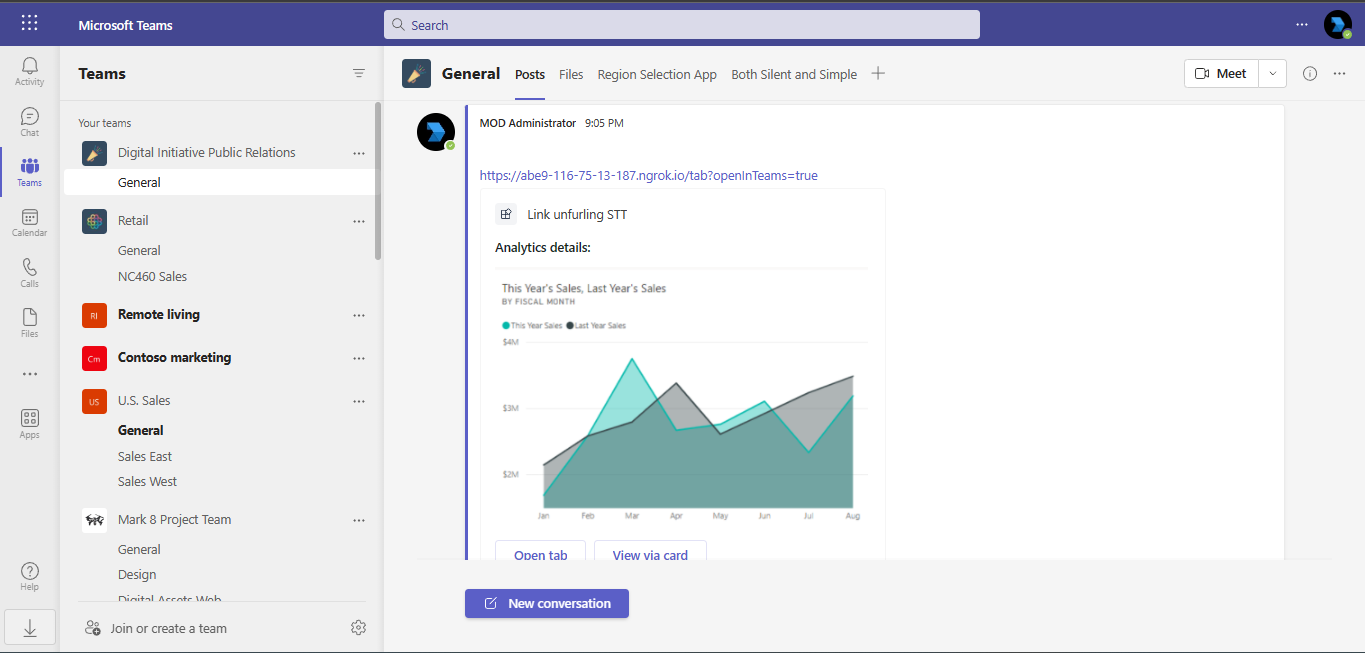 Microsoft Teams
Search
Activity
Chat
Teams
Calendar
Calls
Files
Apps
Help
Teams
Your teams
Digital Initiative Public Relations
General
Retail
General
NC460 Sales
RI Remote living
Cm Contoso marketing
US U.S. Sales
General
Sales East
Sales West
Mark 8 Project Team
General
Design
Digital Assets Web
Join or create a team
General Posts Files Region Selection App Both Silent and Simple
Meet
MOD Administrator 9:05 PM
https://abe9-116-75-13-187.ngrok.io/tab?openInTeams=true
Link unfurling STT
Analytics details:
This Year's Sales, Last Year's Sales
BY FISCAL MONTH
This Year Sales Last Year Sales
$4M
$3M
$2M
Jan Feb Mar Apr May Jun Jul Aug
Open tab View via card
New conversation